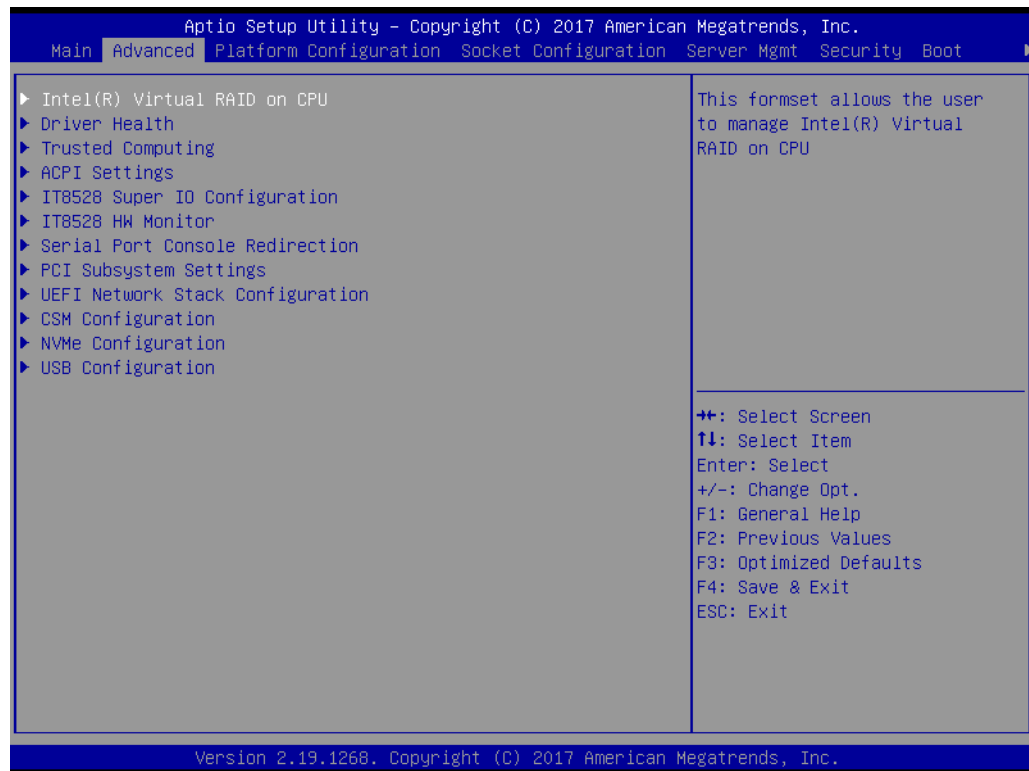 Aptio Setup Utility – Copyright (C) 2017 American Megatrends, Inc.
Main Advanced Platform Configuration Socket Configuration Server Mgmt Security Boot
Intel(R) Virtual RAID on CPU
Driver Health
Trusted Computing
ACPI Settings
IT8528 Super IO Configuration
IT8528 HW Monitor
Serial Port Console Redirection
PCI Subsystem Settings
UEFI Network Stack Configuration
CSM Configuration
NVMe Configuration
USB Configuration
This formset allows the user
to manage Intel(R) Virtual
RAID on CPU
→←: Select Screen
↑↓: Select Item
Enter: Select
+/-: Change Opt.
F1: General Help
F2: Previous Values
F3: Optimized Defaults
F4: Save & Exit
ESC: Exit
Version 2.19.1268. Copyright (C) 2017 American Megatrends, Inc.